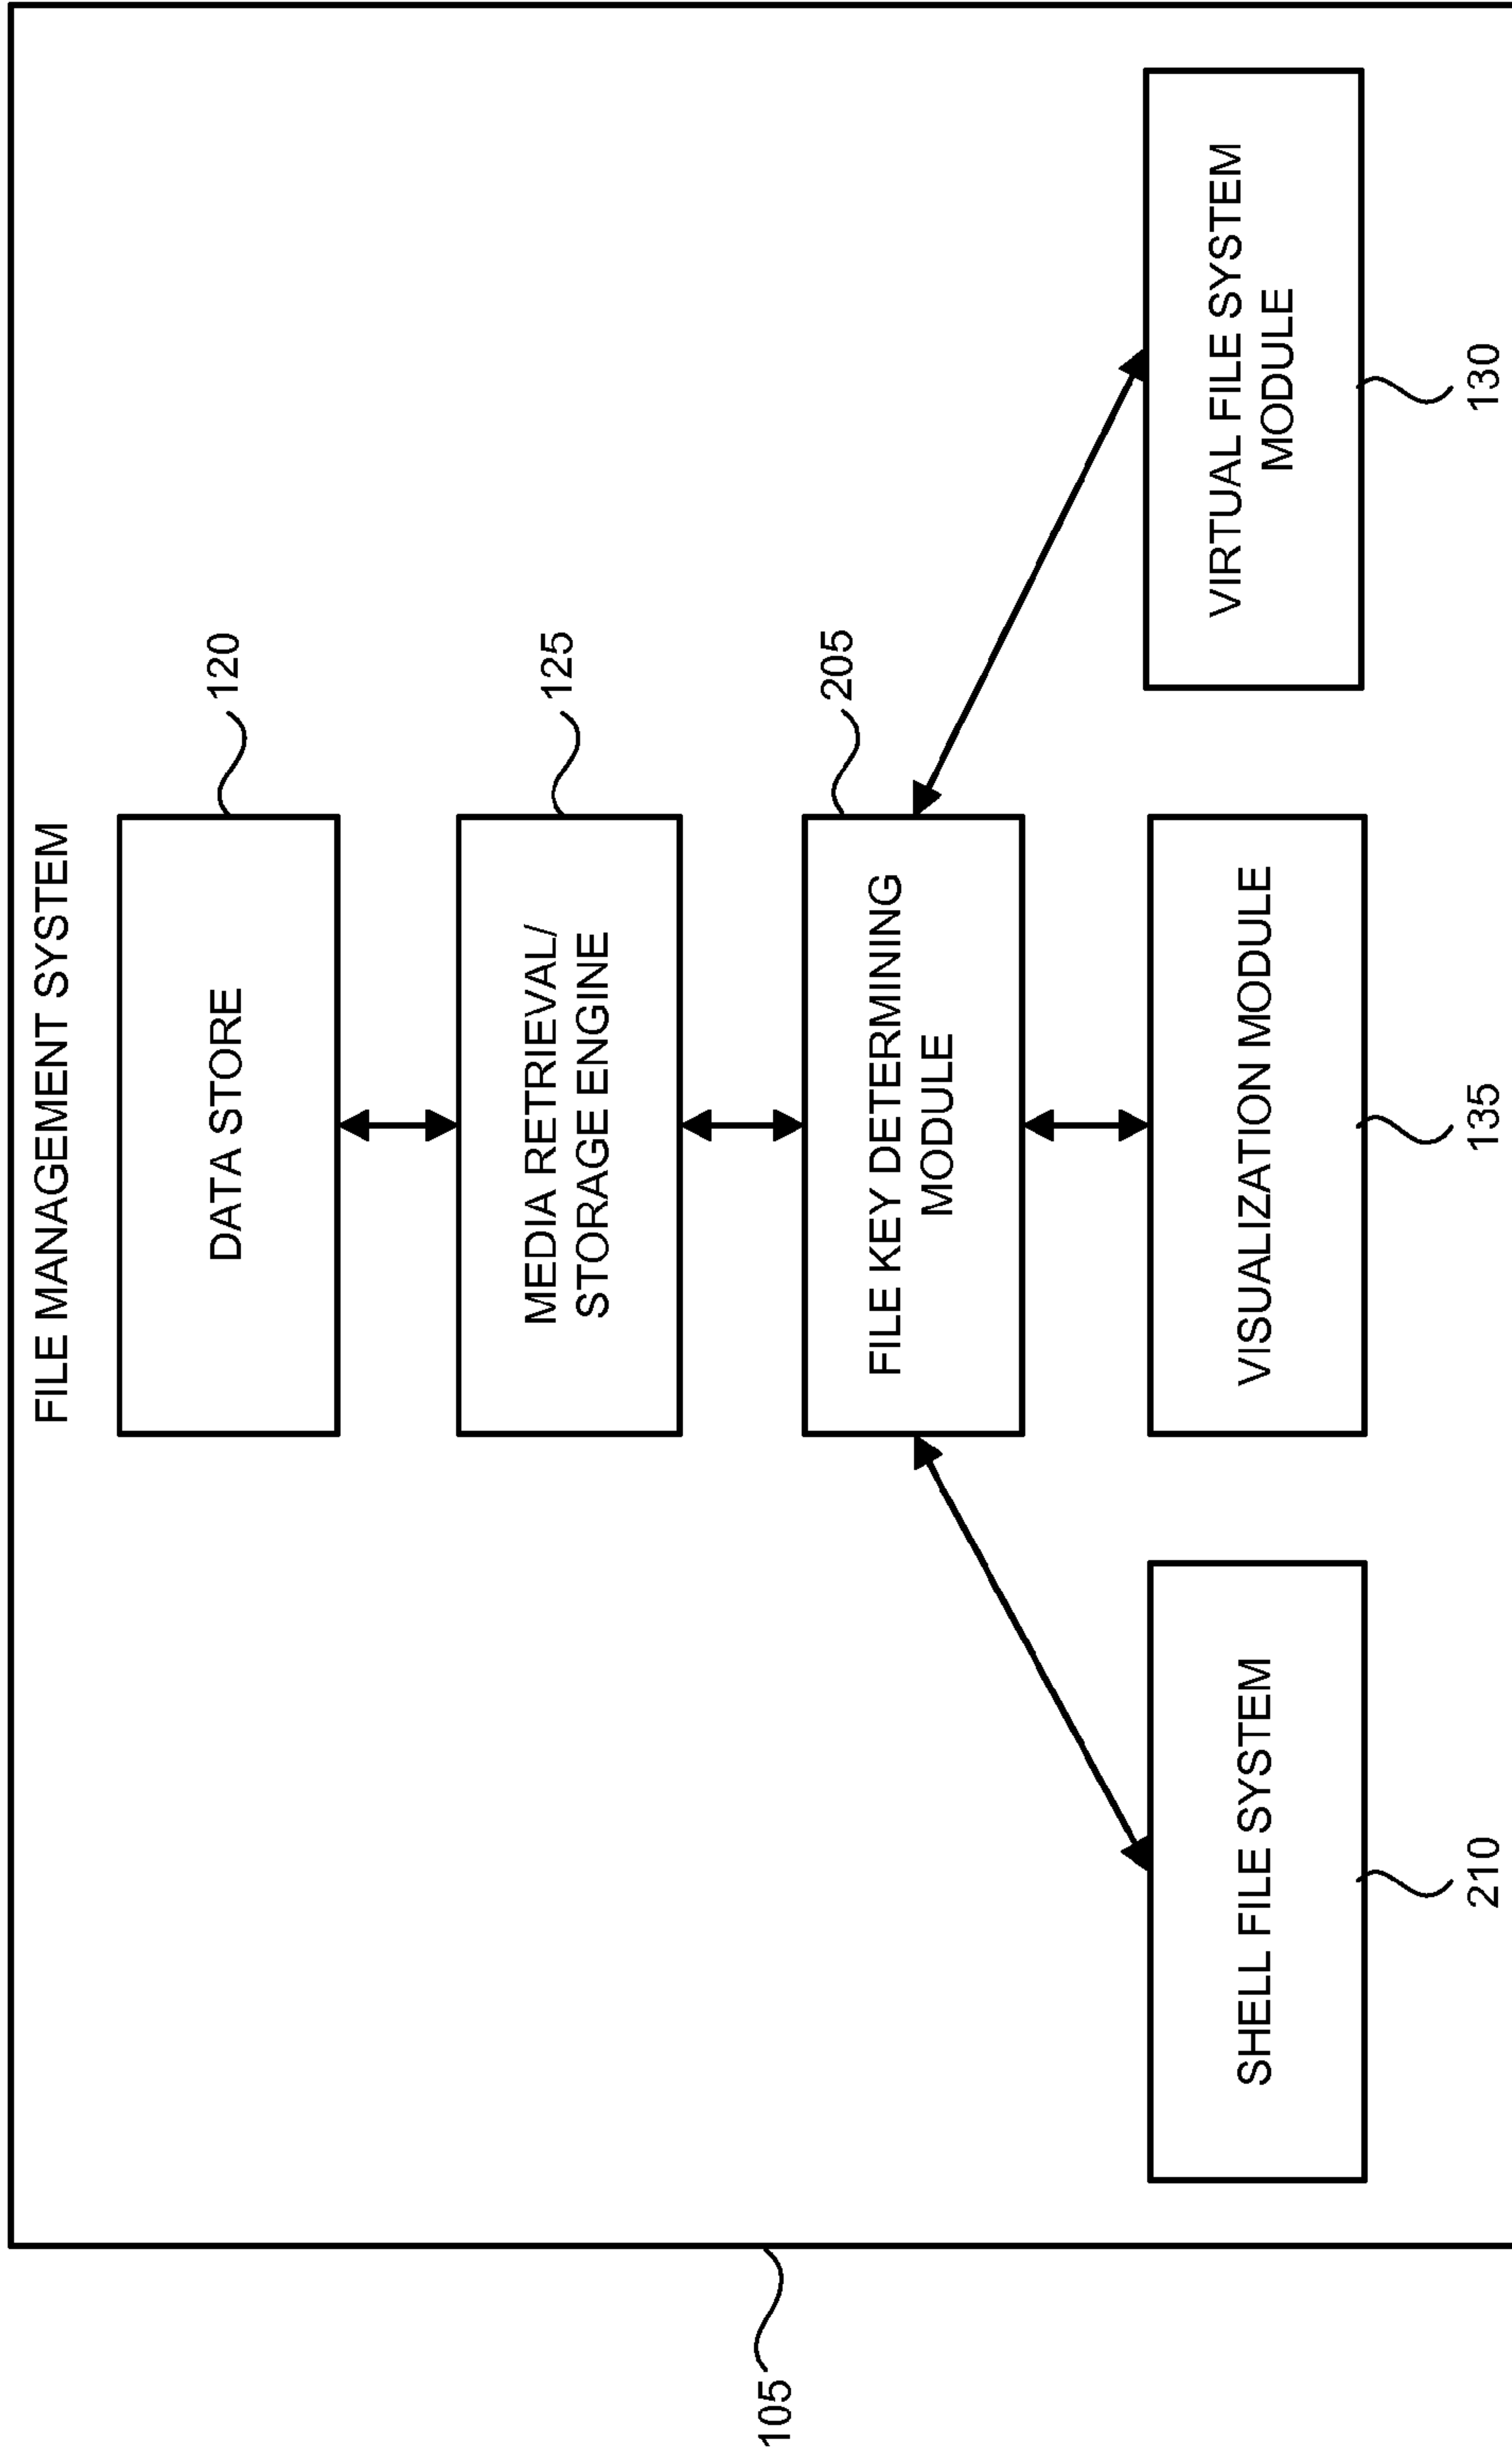 FILE MANAGEMENT SYSTEM
DATA STORE
120
MEDIA RETRIEVAL/
STORAGE ENGINE
125
105
FILE KEY DETERMINING
MODULE
205
SHELL FILE SYSTEM
VISUALIZATION MODULE
VIRTUAL FILE SYSTEM
MODULE
210
135
130